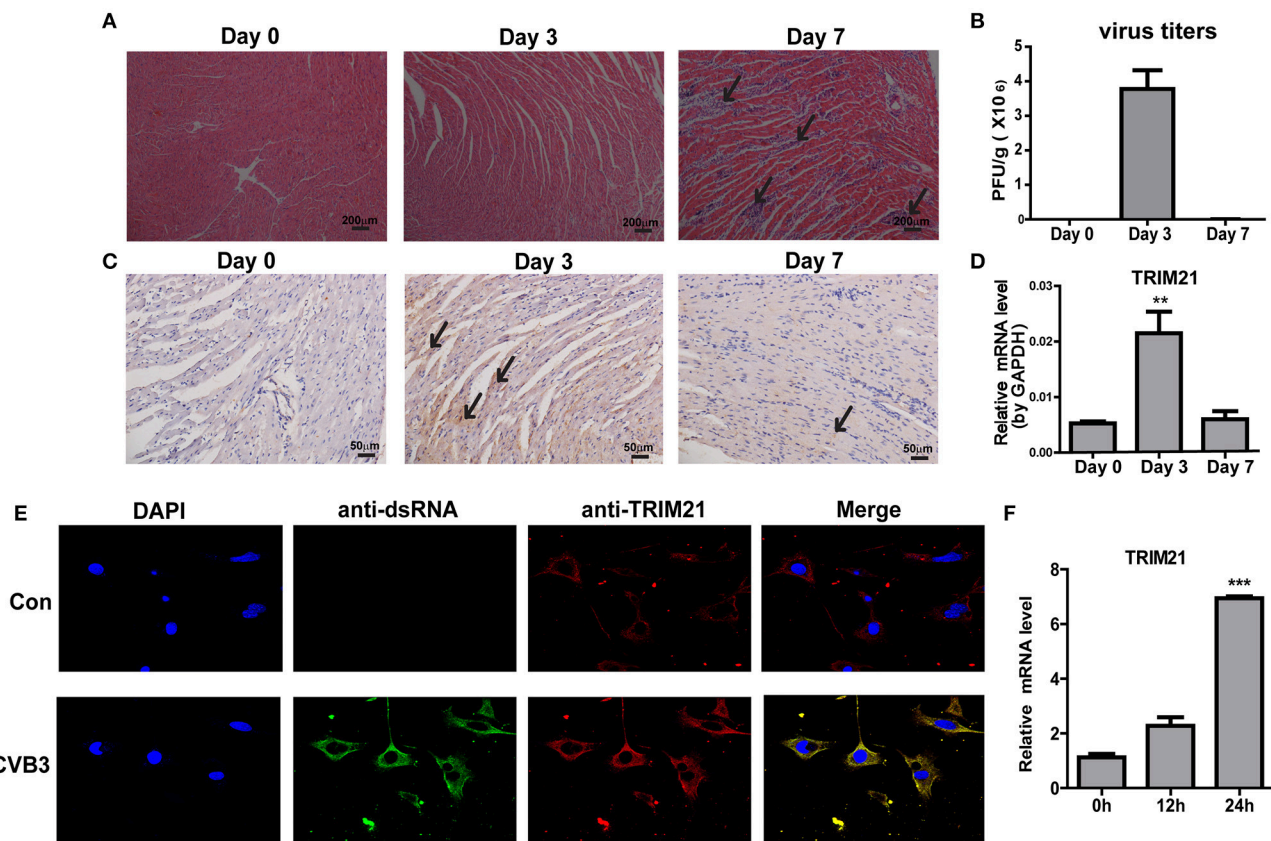 A
Day 0
Day 3
Day 7
200μm
200μm
200μm
B
virus titers
PFU/g ( X10 6)
5
4
3
2
1
0
Day 0
Day 3
Day 7
C
Day 0
Day 3
Day 7
50μm
50μm
50μm
D
TRIM21
Relative mRNA level
(by GAPDH)
0.03
0.02
0.01
0.00
**
Day 0
Day 3
Day 7
E
DAPI
anti-dsRNA
anti-TRIM21
Merge
Con
CVB3
F
TRIM21
Relative mRNA level
8
6
4
2
0
***
0h
12h
24h